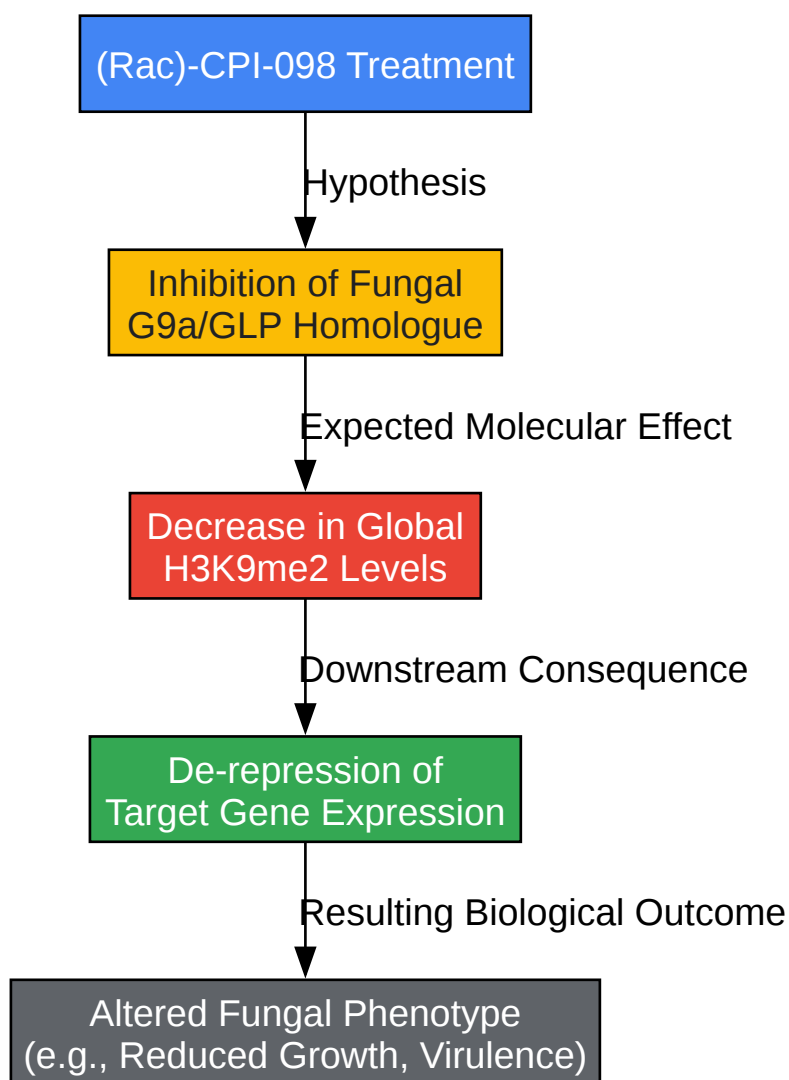 (Rac)-CPI-098 Treatment
Hypothesis
Inhibition of Fungal
G9a/GLP Homologue
Expected Molecular Effect
Decrease in Global
H3K9me2 Levels
Downstream Consequence
De-repression of
Target Gene Expression
Resulting Biological Outcome
Altered Fungal Phenotype
(e.g., Reduced Growth, Virulence)